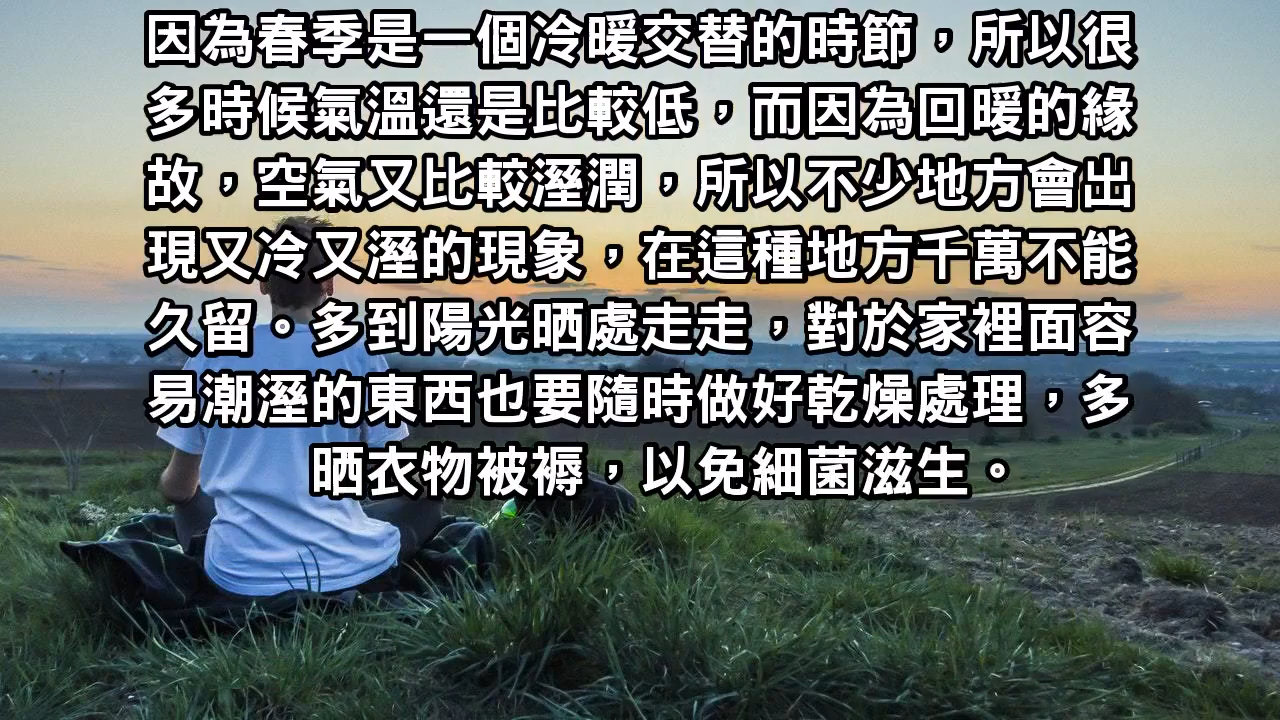 因為春季是一個冷暖交替的時節，所以很
多時候氣溫還是比較低，而因為回暖的緣
故，空氣又比較溼潤，所以不少地方會出
現又冷又溼的現象，在這種地方千萬不能
久留。多到陽光晒處走走，對於家裡面容
易潮溼的東西也要隨時做好乾燥處理，多
晒衣物被褥，以免細菌滋生。